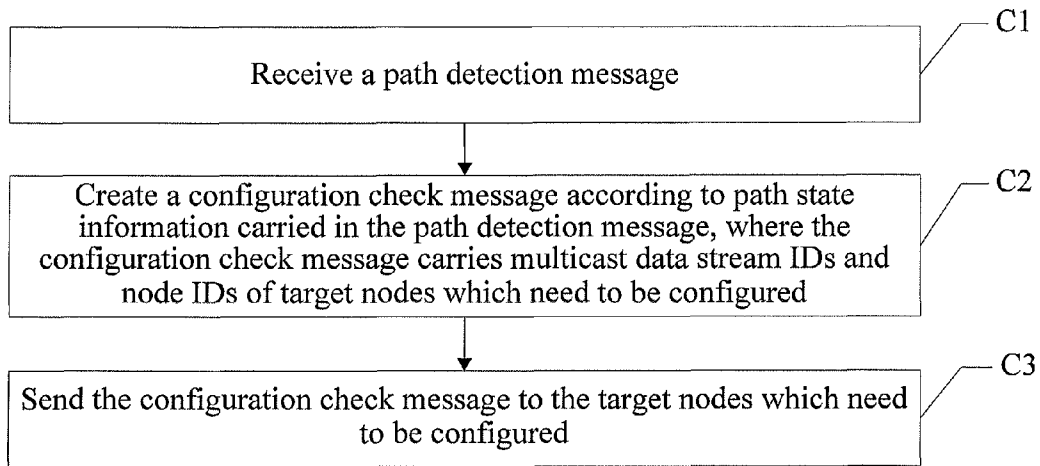 C1
Receive a path detection message
C2
Create a configuration check message according to path state
information carried in the path detection message, where the
configuration check message carries multicast data stream IDs and
node IDs of target nodes which need to be configured
C3
Send the configuration check message to the target nodes which need
to be configured